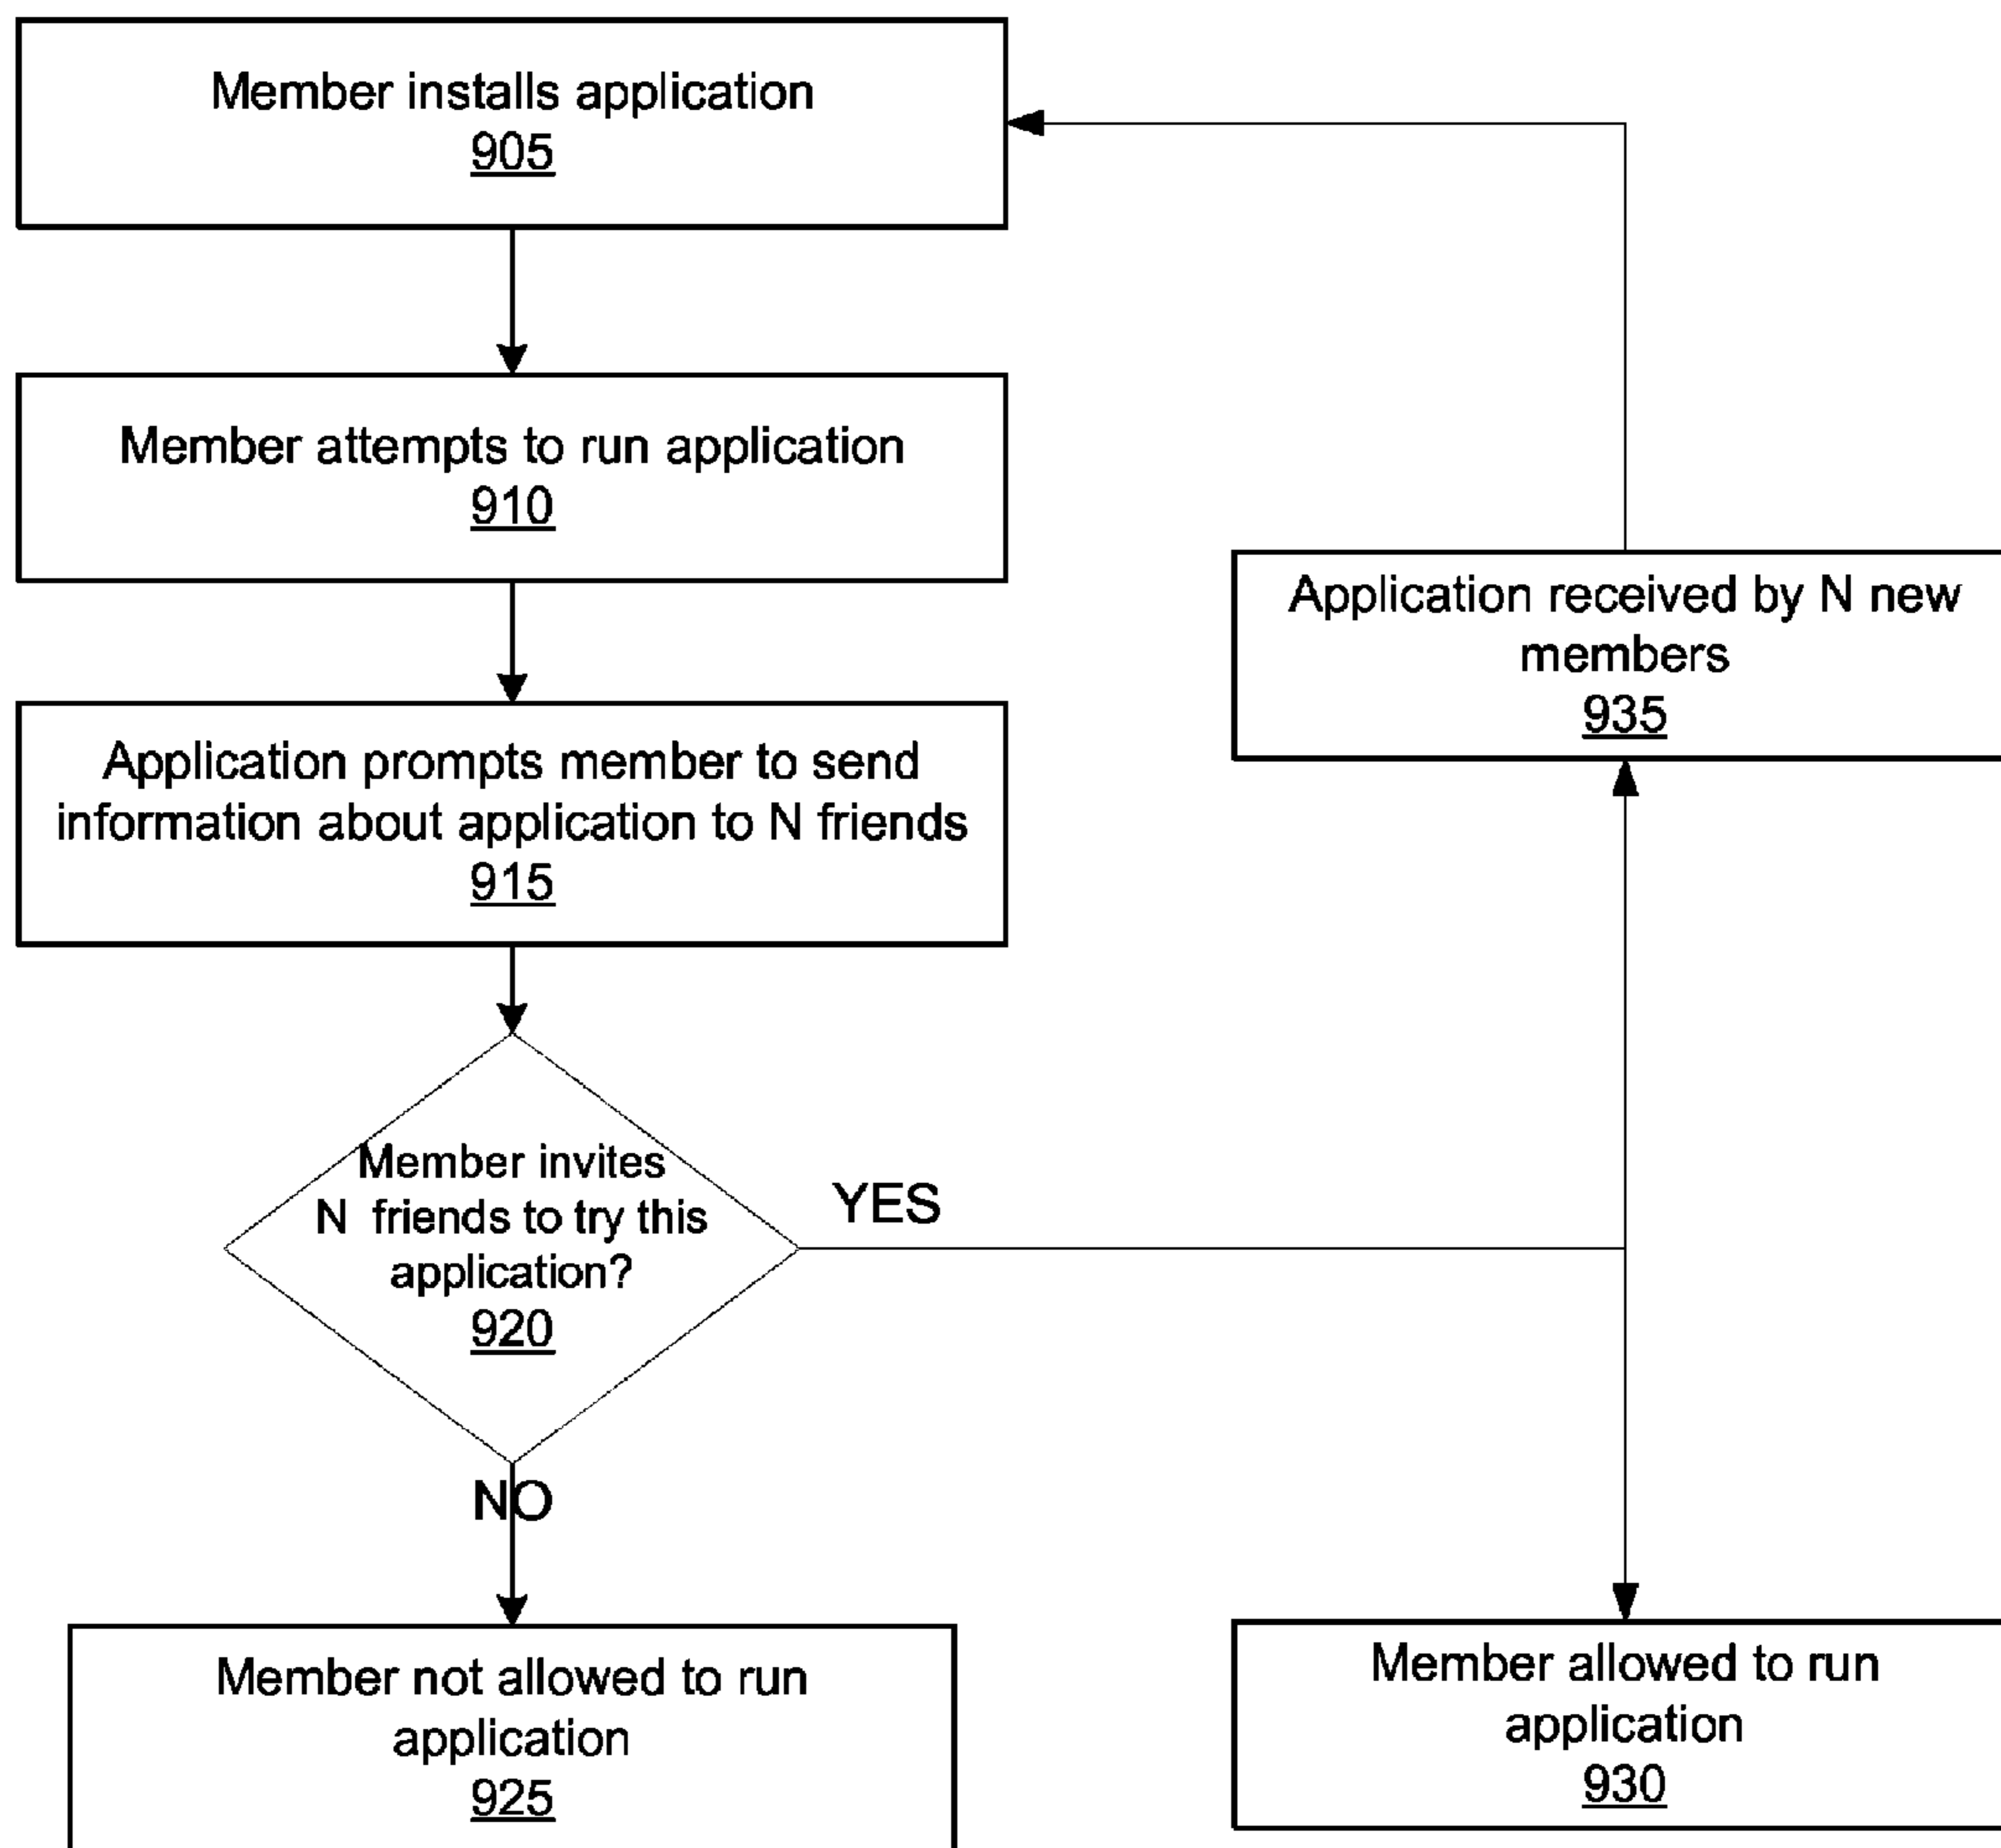 Member installs application
905
Member attempts to run application
910
Application prompts member to send
information about application to N friends
915
Member invites
N friends to try this
application?
920
YES
NO
Member not allowed to run
application
925
Application received by N new
members
935
Member allowed to run
application
930